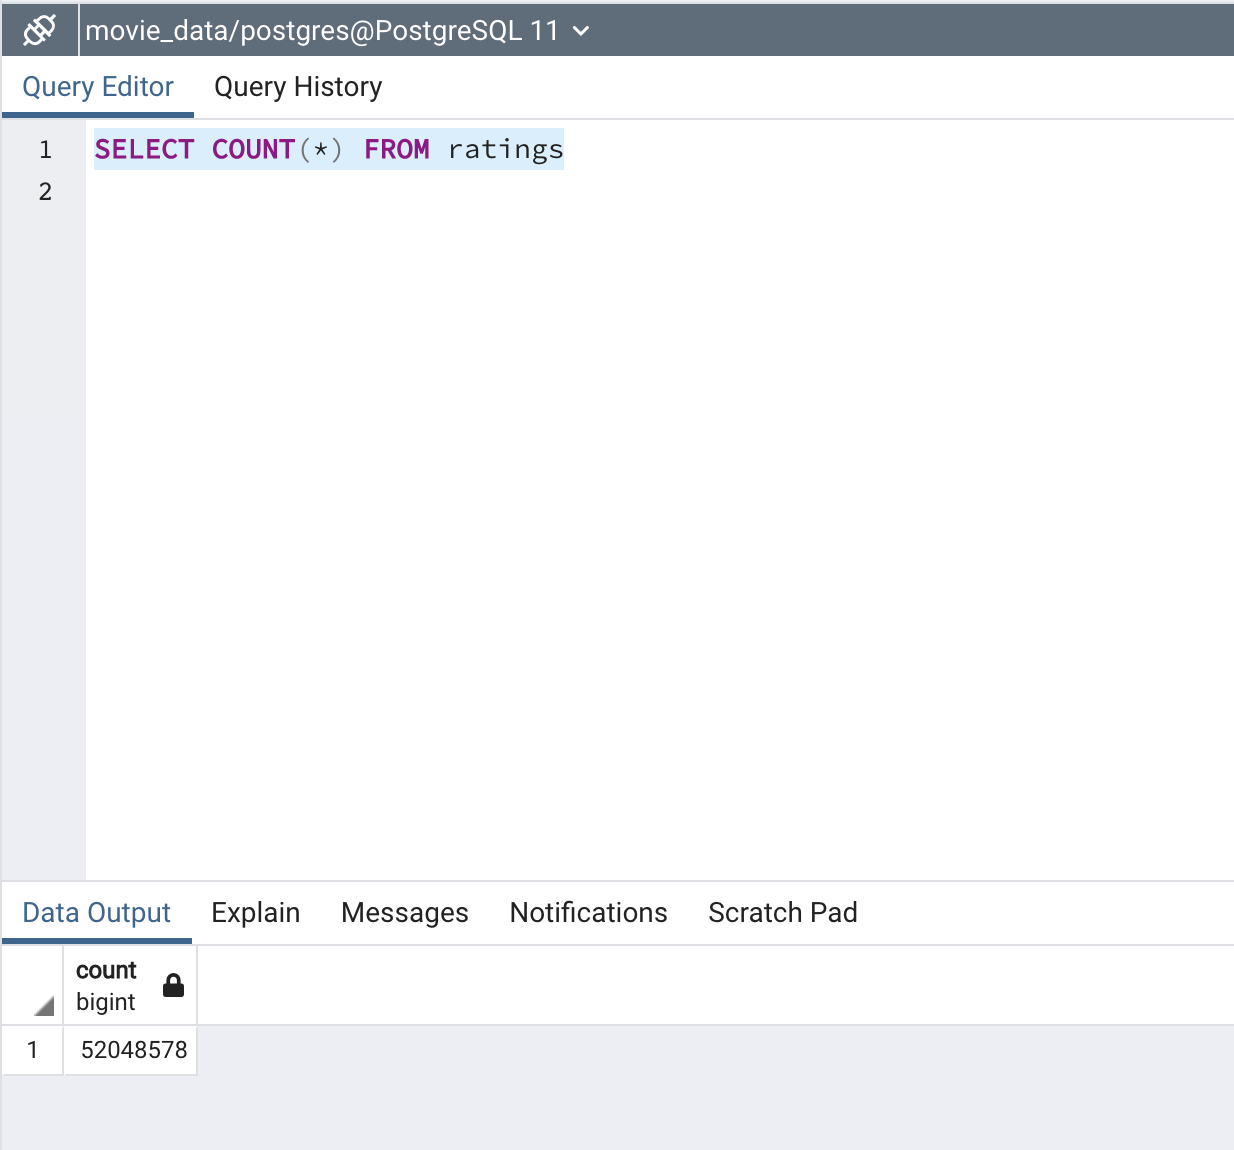 movie_data/postgres@PostgreSQL 11
Query Editor Query History
1 SELECT COUNT(*) FROM ratings
2
Data Output Explain Messages Notifications Scratch Pad
count
bigint
1 52048578